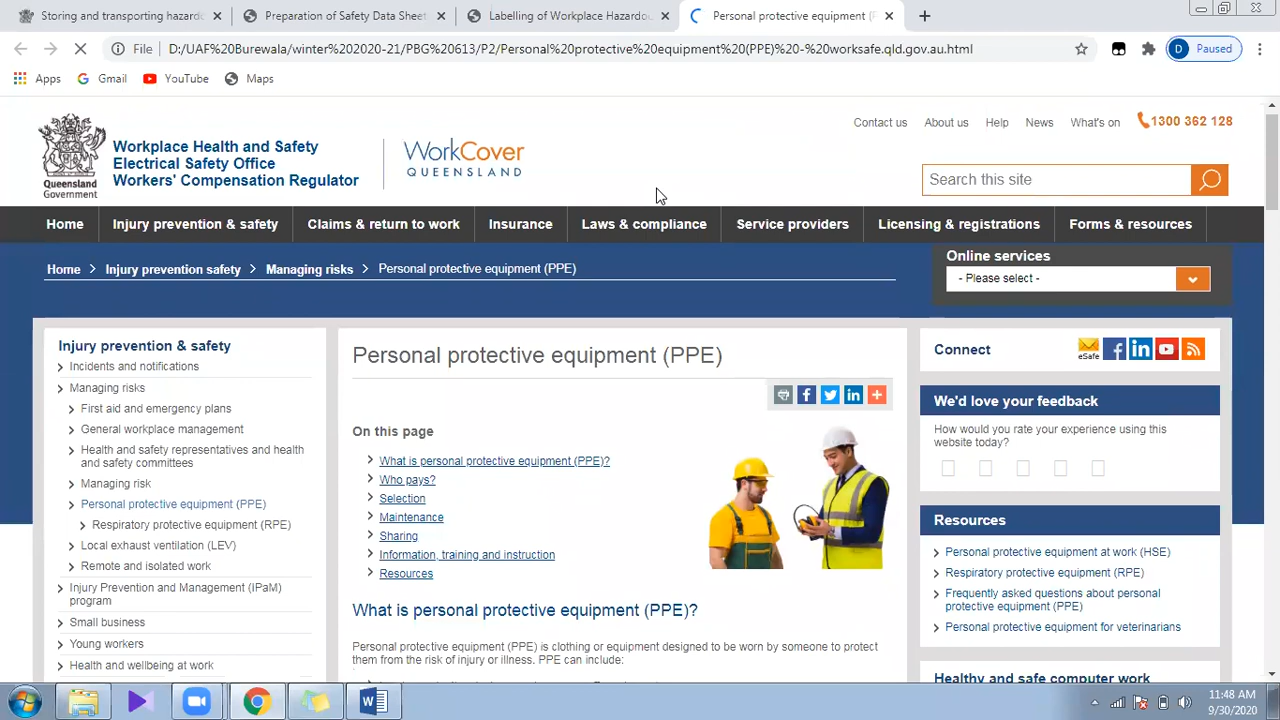 Storing and transporting hazardo
Preparation of Safety Data Sheet
Labelling of Workplace Hazardou
Personal protective equipment (P
File
D:/UAF%20Burewala/winter%202020-21/PBG%20613/P2/Personal%20protective%20equipment%20(PPE)%20-%20worksafe.qld.gov.au.html
D
Paused
Apps
Gmail
YouTube
Maps
Queensland
Government
Workplace Health and Safety
Electrical Safety Office
Workers' Compensation Regulator
WorkCover
QUEENSLAND
Contact us
About us
Help
News
What's on
1300 362 128
Search this site
Home
Injury prevention & safety
Claims & return to work
Insurance
Laws & compliance
Service providers
Licensing & registrations
Forms & resources
Home > Injury prevention safety > Managing risks > Personal protective equipment (PPE)
Online services
- Please select -
Injury prevention & safety
Incidents and notifications
Managing risks
First aid and emergency plans
General workplace management
Health and safety representatives and health
and safety committees
Managing risk
Personal protective equipment (PPE)
Respiratory protective equipment (RPE)
Local exhaust ventilation (LEV)
Remote and isolated work
Injury Prevention and Management (IPaM)
program
Small business
Young workers
Health and wellbeing at work
Personal protective equipment (PPE)
On this page
What is personal protective equipment (PPE)?
Who pays?
Selection
Maintenance
Sharing
Information, training and instruction
Resources
What is personal protective equipment (PPE)?
Personal protective equipment (PPE) is clothing or equipment designed to be worn by someone to protect
them from the risk of injury or illness. PPE can include:
Connect
eSafe
We'd love your feedback
How would you rate your experience using this
website today?
Resources
Personal protective equipment at work (HSE)
Respiratory protective equipment (RPE)
Frequently asked questions about personal
protective equipment (PPE)
Personal protective equipment for veterinarians
Healthy and safe computer work
11:48 AM
9/30/2020